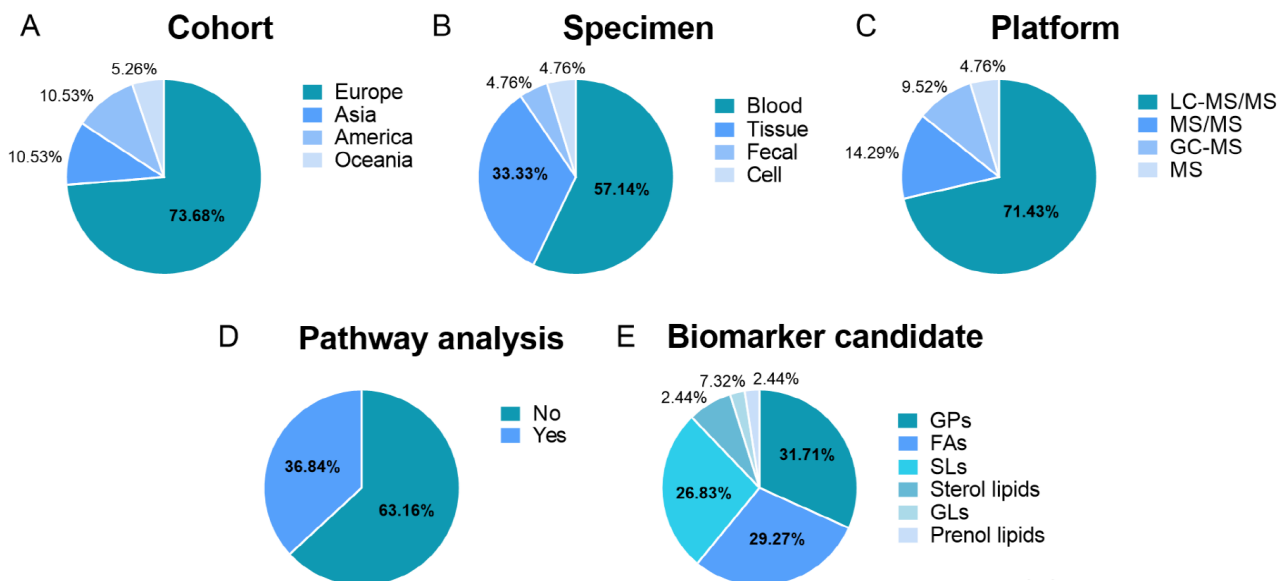 A Cohort
5.26%
10.53%
10.53%
73.68%
Europe
Asia
America
Oceania
B Specimen
4.76%
4.76%
33.33%
57.14%
Blood
Tissue
Fecal
Cell
C Platform
4.76%
9.52%
14.29%
71.43%
LC-MS/MS
MS/MS
GC-MS
MS
D Pathway analysis
36.84%
63.16%
No
Yes
E Biomarker candidate
7.32%
2.44%
2.44%
31.71%
26.83%
29.27%
GPs
FAs
SLs
Sterol lipids
GLs
Prenol lipids